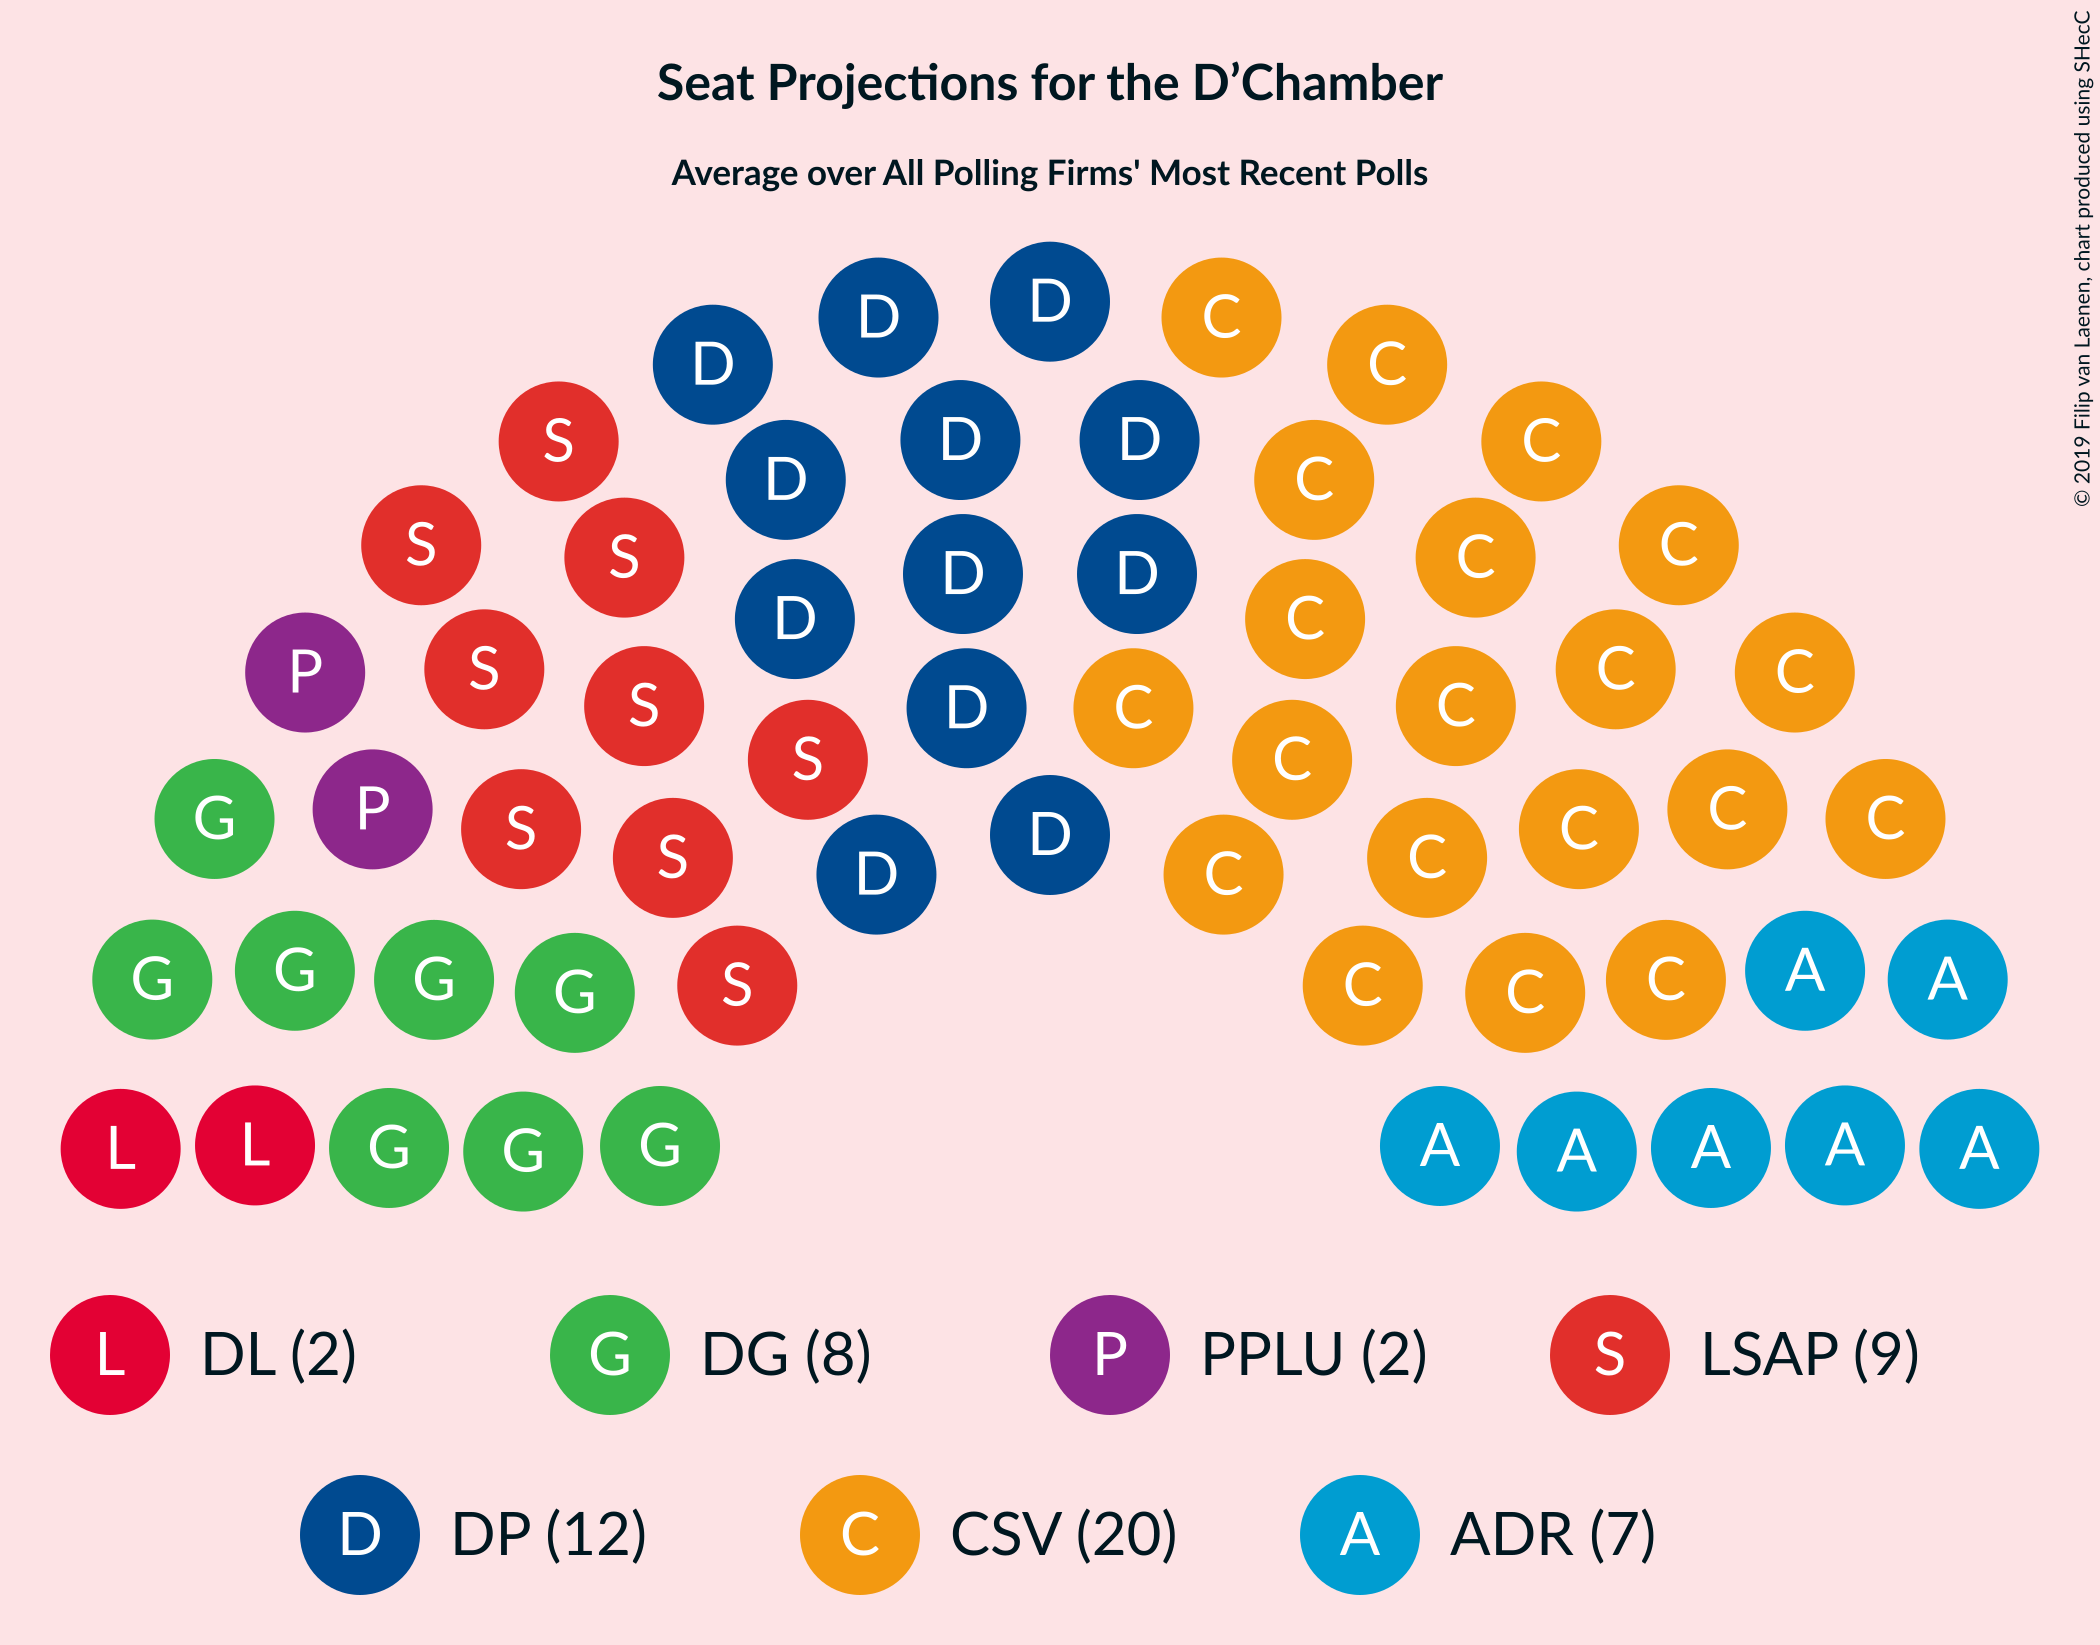 Seat Projections for the D’Chamber
Average over All Polling Firms' Most Recent Polls
© 2019 Filip van Laenen, chart produced using SHecC
D
D D C C
D D
S D C C
D D
S S D C C C
P S S D D C C C C
S C C
G P S S D D C C C C C
G G G G S C C C A A
L L G G G A A A A A
L DL (2) G DG (8) P PPLU (2) S LSAP (9)
D DP (12) C CSV (20) A ADR (7)